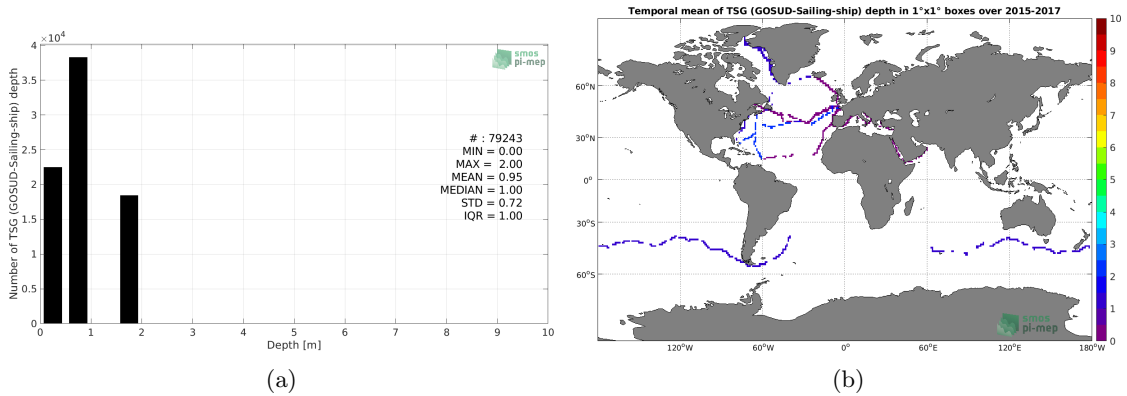 Temporal mean of TSG (GOSUD-Sailing-ship) depth in 1°x1° boxes over 2015-2017
×10⁴
4
3.5
3
2.5
2
1.5
1
0.5
0
Number of TSG (GOSUD-Sailing-ship) depth
smos
pi-mep
# : 79243
MIN = 0.00
MAX = 2.00
MEAN = 0.95
MEDIAN = 1.00
STD = 0.72
IQR = 1.00
0 1 2 3 4 5 6 7 8 9 10
Depth [m]
(a)
60°N
30°N
0°
30°S
60°S
120°W 60°W 0° 60°E 120°E 180°W
smos
pi-mep
10
9
8
7
6
5
4
3
2
1
0
(b)